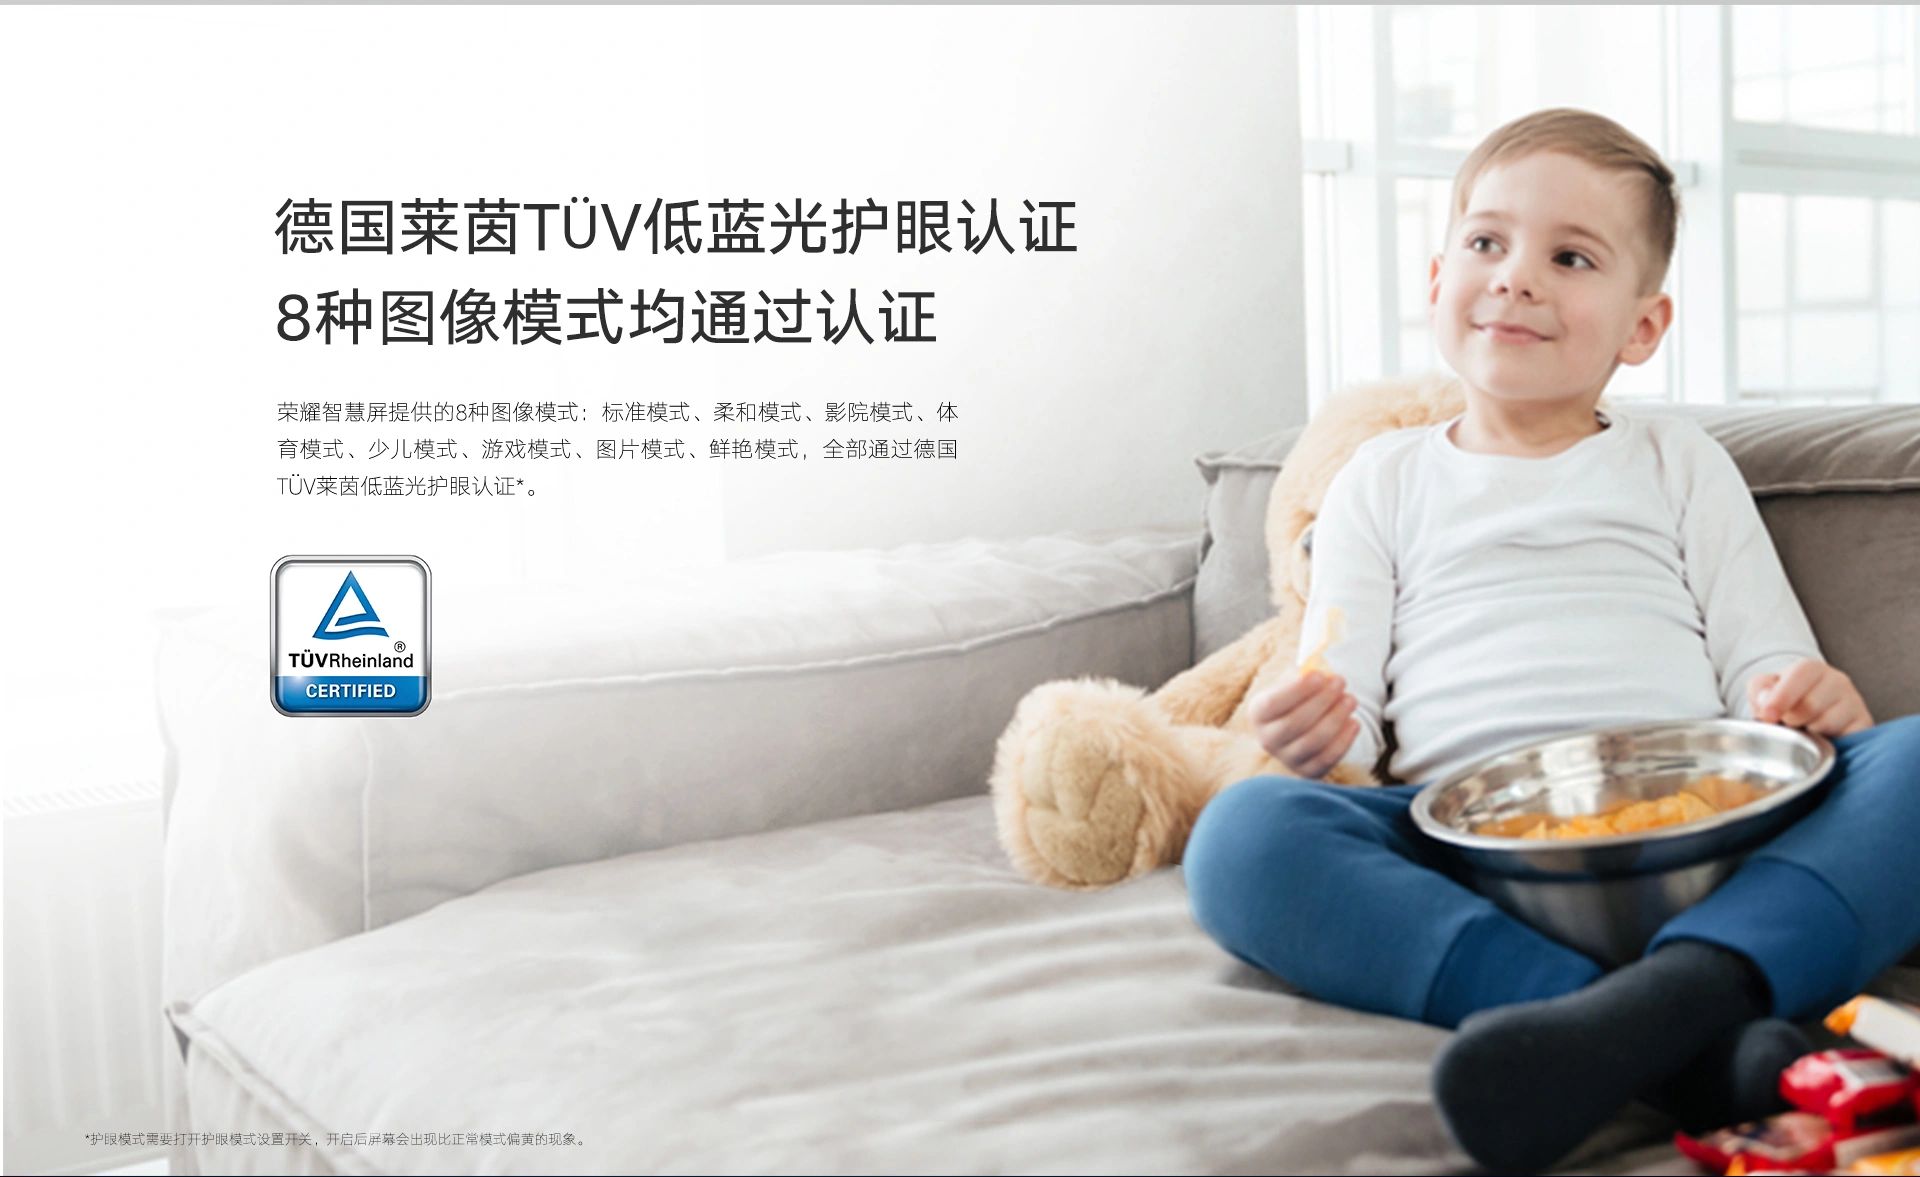 德国莱茵TÜV低蓝光护眼认证
8种图像模式均通过认证
荣耀智慧屏提供的8种图像模式：标准模式、柔和模式、影院模式、体
育模式、少儿模式、游戏模式、图片模式、鲜艳模式，全部通过德国
TÜV莱茵低蓝光护眼认证*。
®
TÜVRheinland
CERTIFIED
*护眼模式需要打开护眼模式设置开关，开启后屏幕会出现比正常模式偏黄的现象。